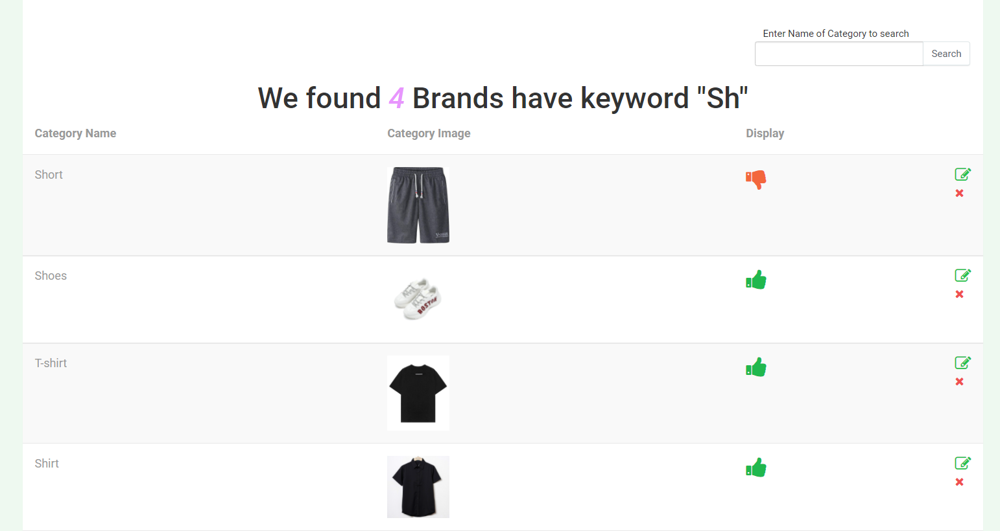 Enter Name of Category to search
Search
We found 4 Brands have keyword "Sh"
Category Name Category Image Display
Short
Shoes
BOSTON
T-shirt
Shirt